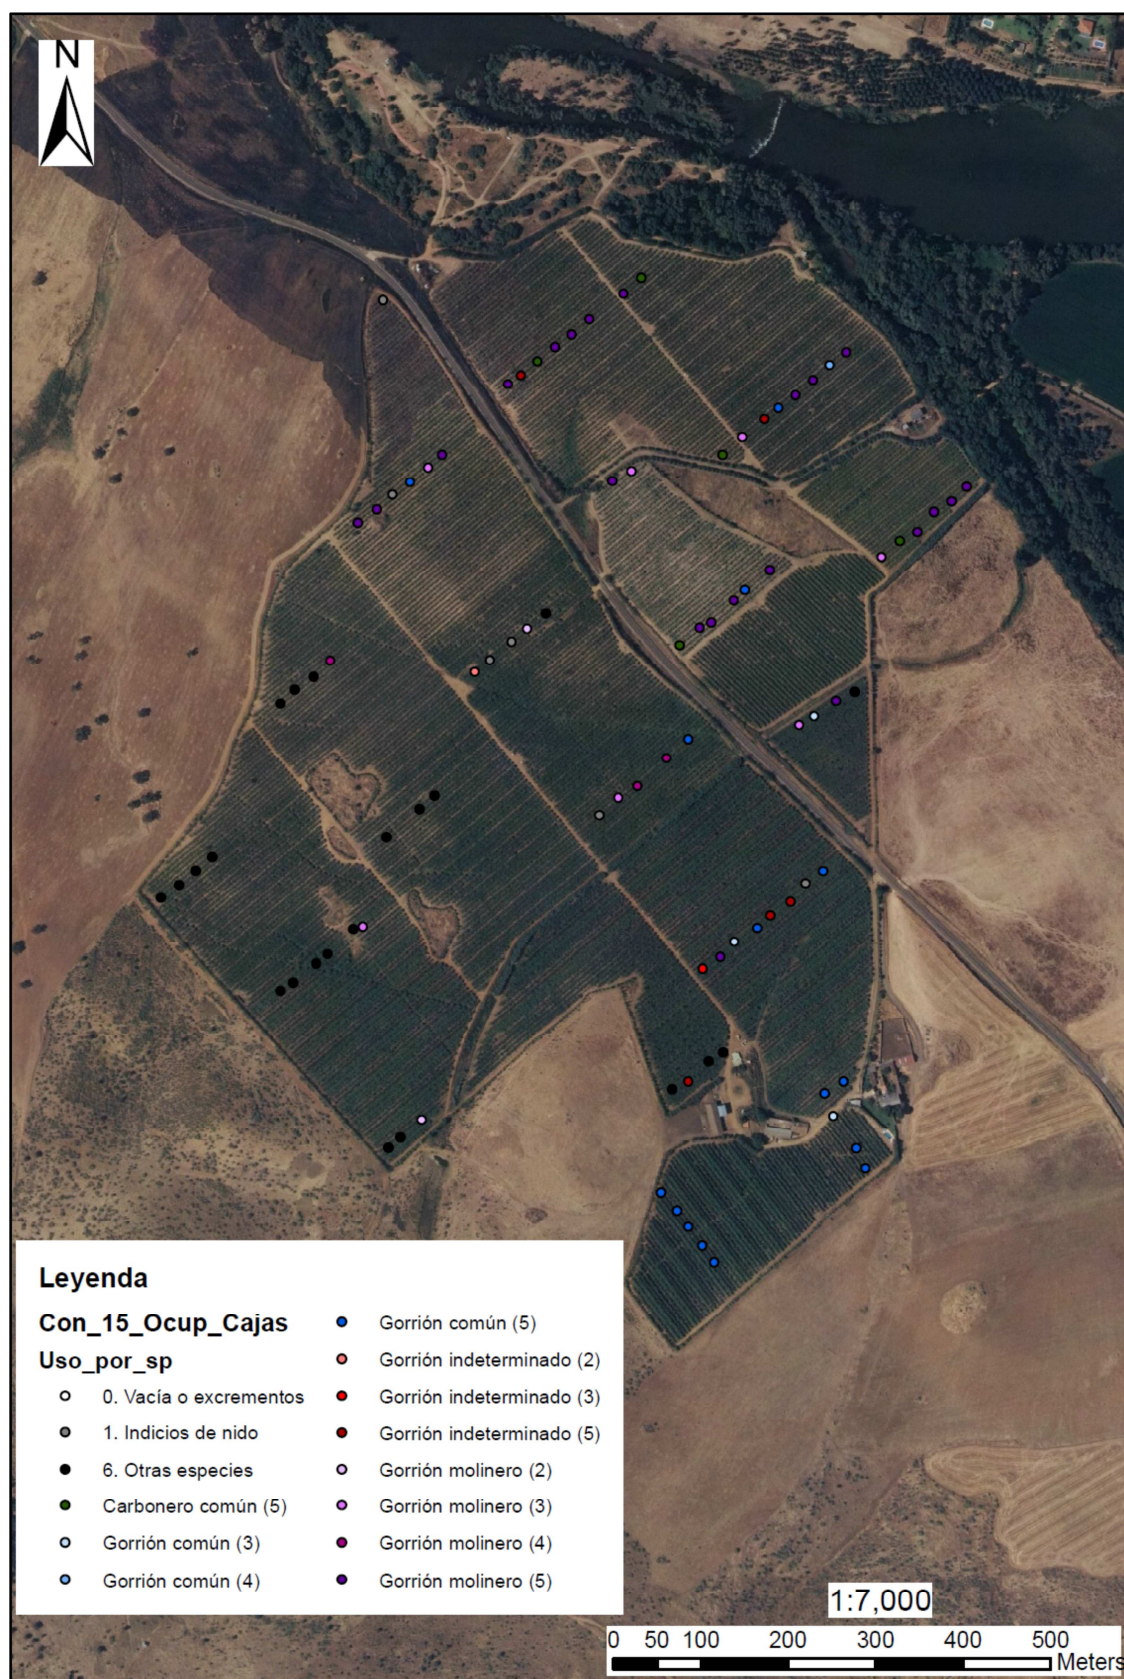 N
Leyenda
Con_15_Ocup_Cajas
Uso_por_sp
0. Vacía o excrementos
1. Indicios de nido
6. Otras especies
Carbonero común (5)
Gorrión común (3)
Gorrión común (4)
Gorrión común (5)
Gorrión indeterminado (2)
Gorrión indeterminado (3)
Gorrión indeterminado (5)
Gorrión molinero (2)
Gorrión molinero (3)
Gorrión molinero (4)
Gorrión molinero (5)
1:7,000
0 50 100 200 300 400 500
Meters